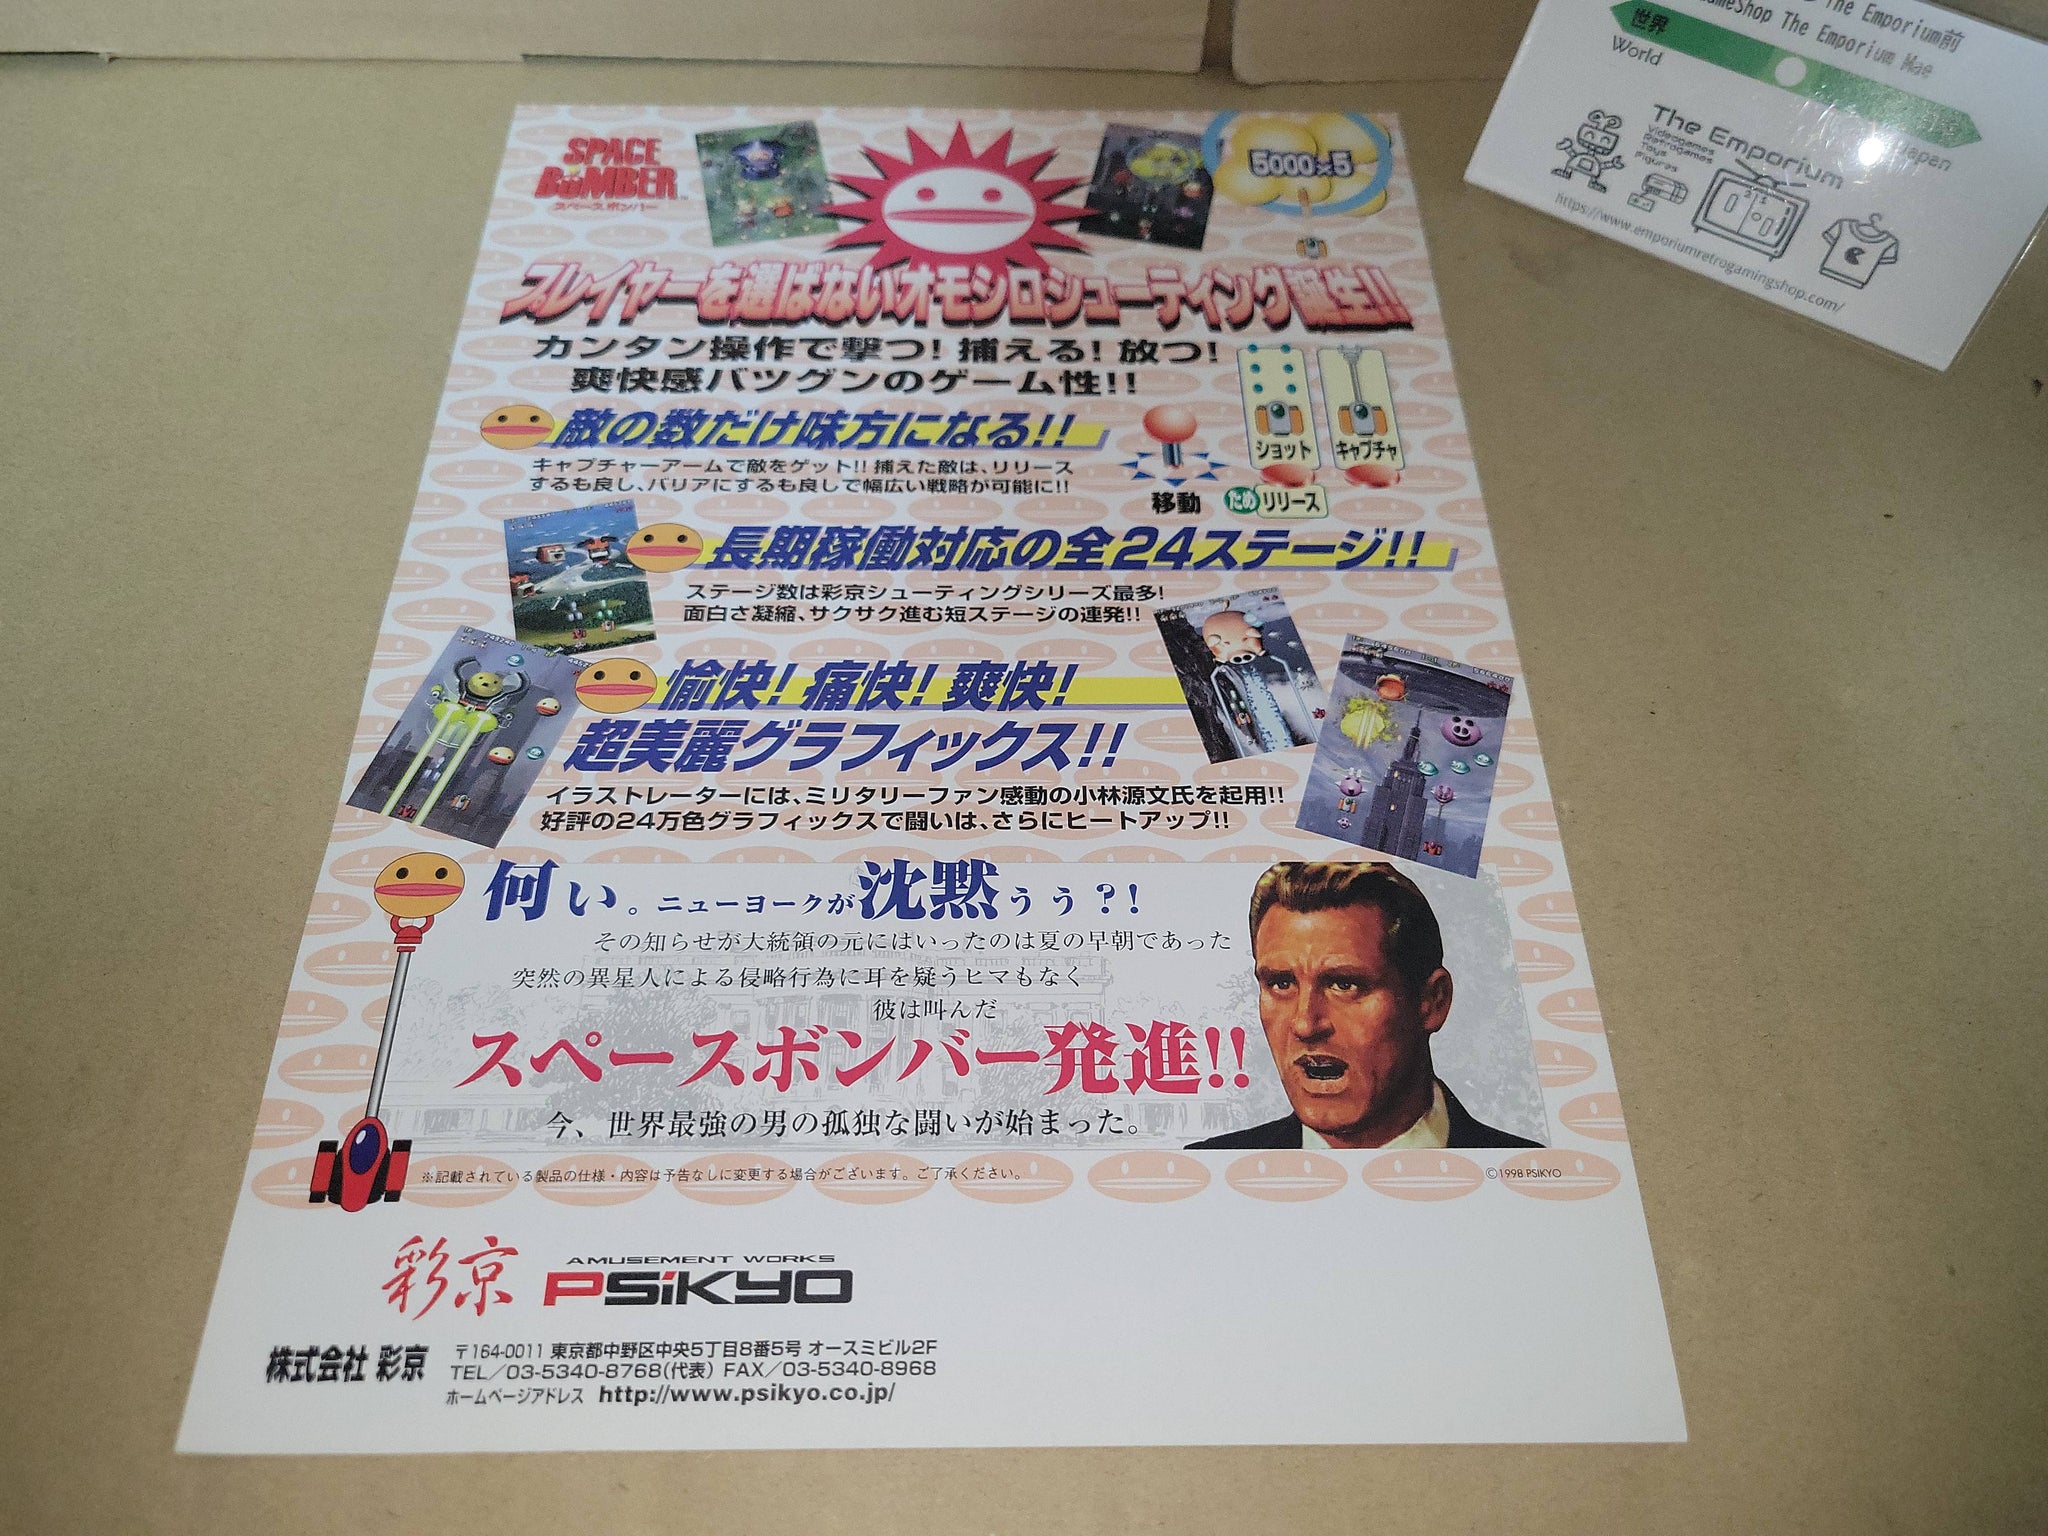 The Emporium前
GameShop The Emporium Mae
世界
World
Japan
The Emporium
Videogames
Retrogames
Toys
Figures
https://www.emporiumretrogamingshop.com/
SPACE
BOMBER
スペースボンバー
5000×5
プレイヤーを選ばないオモシロシューティング誕生!!
カンタン操作で撃つ! 捕える! 放つ!
爽快感バツグンのゲーム性!!
敵の数だけ味方になる!!
キャプチャーアームで敵をゲット!! 捕えた敵は、リリース
するも良し、バリアにするも良しで幅広い戦略が可能に!!
ショット
キャプチャ
移動
ため リリース
長期稼働対応の全24ステージ!!
ステージ数は彩京シューティングシリーズ最多!
面白さ凝縮、サクサク進む短ステージの連発!!
愉快! 痛快! 爽快!
超美麗グラフィックス!!
イラストレーターには、ミリタリーファン感動の小林源文氏を起用!!
好評の24万色グラフィックスで闘いは、さらにヒートアップ!!
何ぃ。ニューヨークが沈黙ぅぅ?!
その知らせが大統領の元にはいったのは夏の早朝であった
突然の異星人による侵略行為に耳を疑うヒマもなく
彼は叫んだ
スペースボンバー発進!!
今、世界最強の男の孤独な闘いが始まった。
※記載されている製品の仕様・内容は予告なしに変更する場合がございます。ご了承ください。
©1998 PSIKYO
彩京
AMUSEMENT WORKS
PSiKYO
株式会社 彩京
〒164-0011 東京都中野区中央5丁目8番5号 オースミビル2F
TEL/03-5340-8768(代表) FAX/03-5340-8968
ホームページアドレス http://www.psikyo.co.jp/